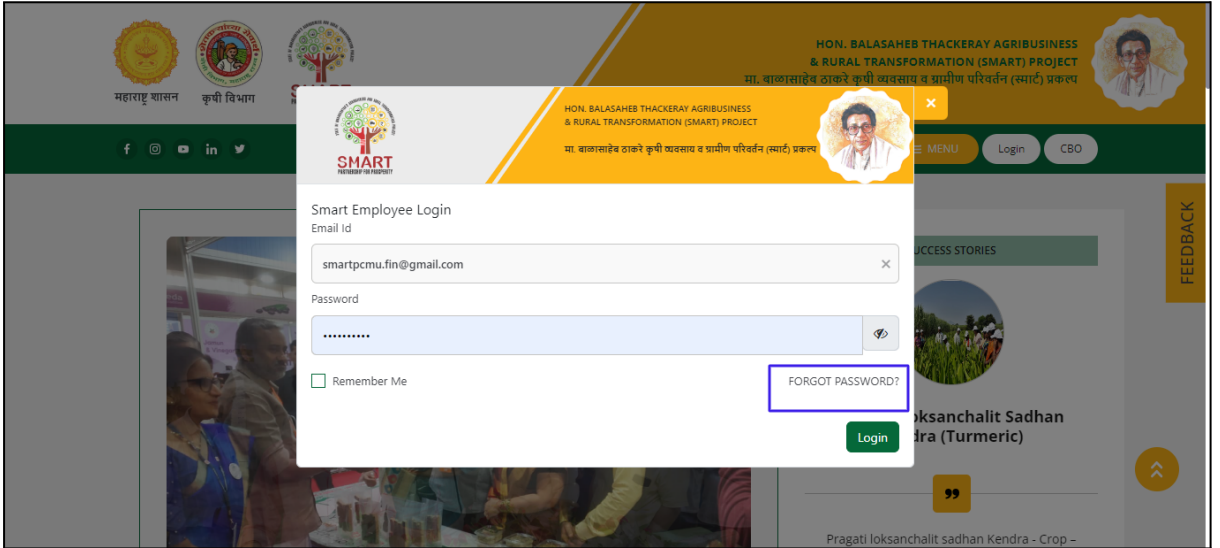 HON. BALASAHEB THACKERAY AGRIBUSINESS
& RURAL TRANSFORMATION (SMART) PROJECT
मा. बाळासाहेब ठाकरे कृषी व्यवसाय व ग्रामीण परिवर्तन (स्मार्ट) प्रकल्प
महाराष्ट्र शासन
कृषी विभाग
HON. BALASAHEB THACKERAY AGRIBUSINESS
& RURAL TRANSFORMATION (SMART) PROJECT
मा. बाळासाहेब ठाकरे कृषी व्यवसाय व ग्रामीण परिवर्तन (स्मार्ट) प्रकल्प
SMART
PARTNERSHIP FOR PROSPERITY
MENU
Login
CBO
FEEDBACK
Smart Employee Login
Email Id
smartpcmu.fin@gmail.com
Password
Remember Me
FORGOT PASSWORD?
Login
STORIES
Sadhan
(Turmeric)
Pragati loksanchalit sadhan Kendra - Crop –